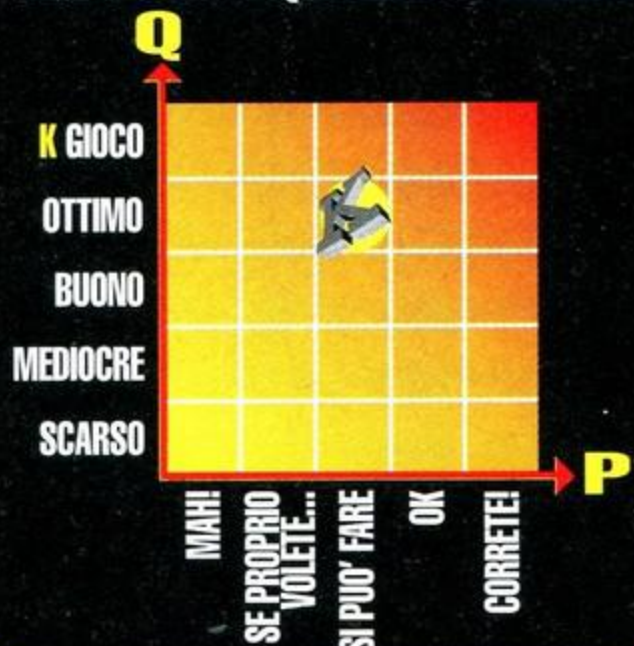 Q
K GIOCO
OTTIMO
BUONO
MEDIOCRE
SCARSO
P
MAH!
SE PROPRIO
VOLETE...
SI PUO' FARE
OK
CORRETE!